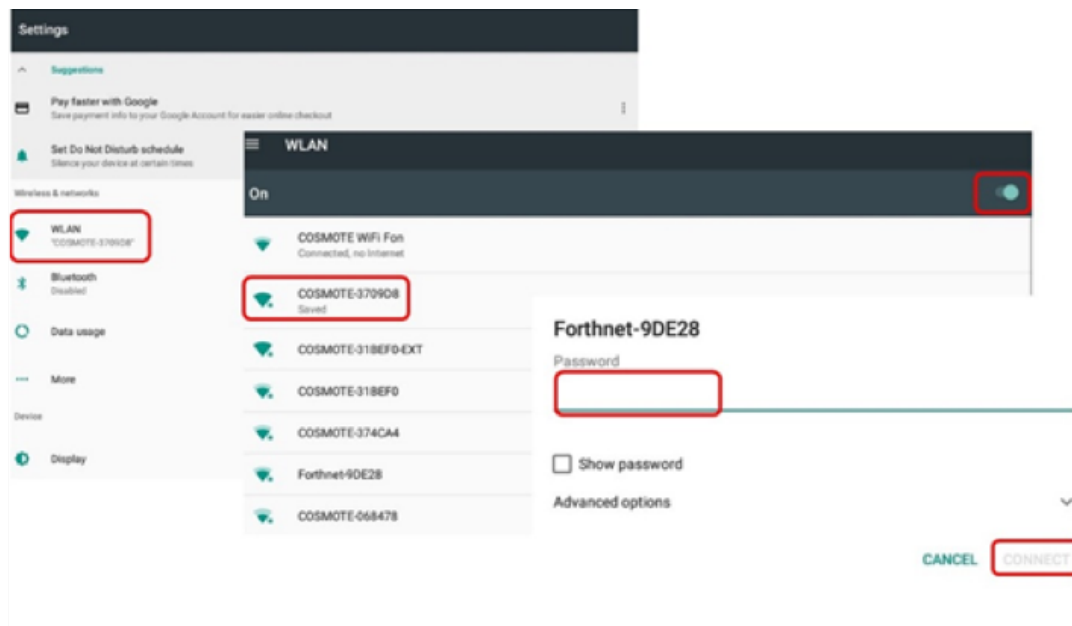 Settings
Suggestions
Pay faster with Google
Save payment info to your Google Account for easier online checkout
Set Do Not Disturb schedule
Silence your device at certain times
Wireless & networks
WLAN
"COSMOTE-3709D8"
Bluetooth
Disabled
Data usage
More
Device
Display
WLAN
On
COSMOTE WiFi Fon
Connected, no Internet
COSMOTE-3709D8
Saved
COSMOTE-31BEF0-EXT
COSMOTE-31BEF0
COSMOTE-374CA4
Forthnet-9DE28
COSMOTE-068478
Forthnet-9DE28
Password
Show password
Advanced options
CANCEL CONNECT